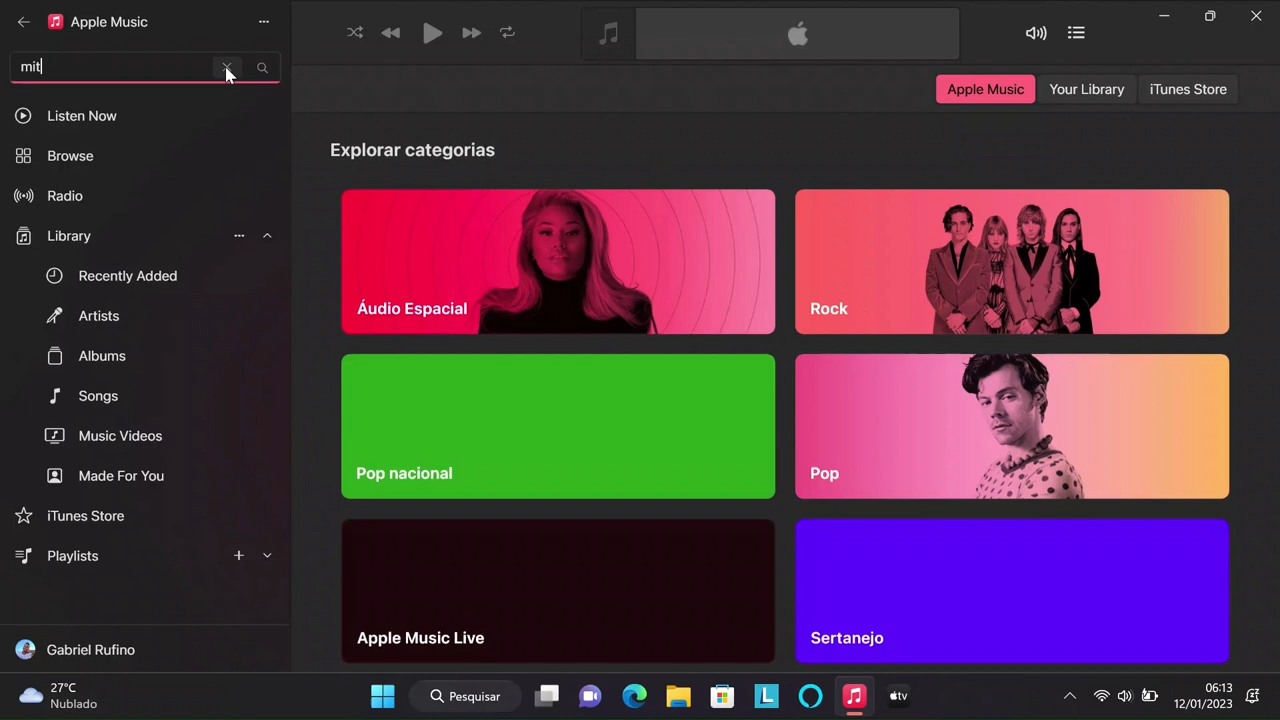 Apple Music
mit
Listen Now
Browse
Radio
Library
Recently Added
Artists
Albums
Songs
Music Videos
Made For You
iTunes Store
Playlists
Gabriel Rufino
Apple Music
Your Library
iTunes Store
Explorar categorias
Áudio Espacial
Rock
Pop nacional
Pop
Apple Music Live
Sertanejo
27°C
Nublado
Pesquisar
L
tv
06:13
12/01/2023